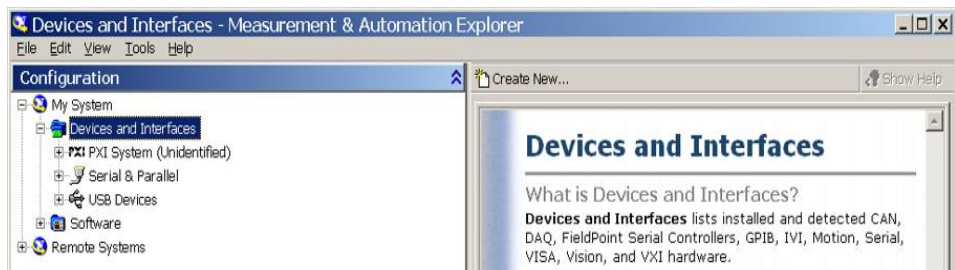 Devices and Interfaces - Measurement & Automation Explorer
File Edit View Tools Help
Configuration
Create New...
Show Help
My System
Devices and Interfaces
PXI PXI System (Unidentified)
Serial & Parallel
USB Devices
Software
Remote Systems
Devices and Interfaces
What is Devices and Interfaces?
Devices and Interfaces lists installed and detected CAN,
DAQ, FieldPoint Serial Controllers, GPIB, IVI, Motion, Serial,
VISA, Vision, and VXI hardware.